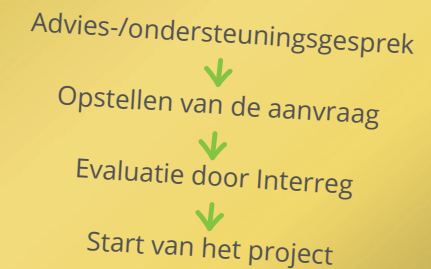 Advies-/ondersteuningsgesprek
Opstellen van de aanvraag
Evaluatie door Interreg
Start van het project